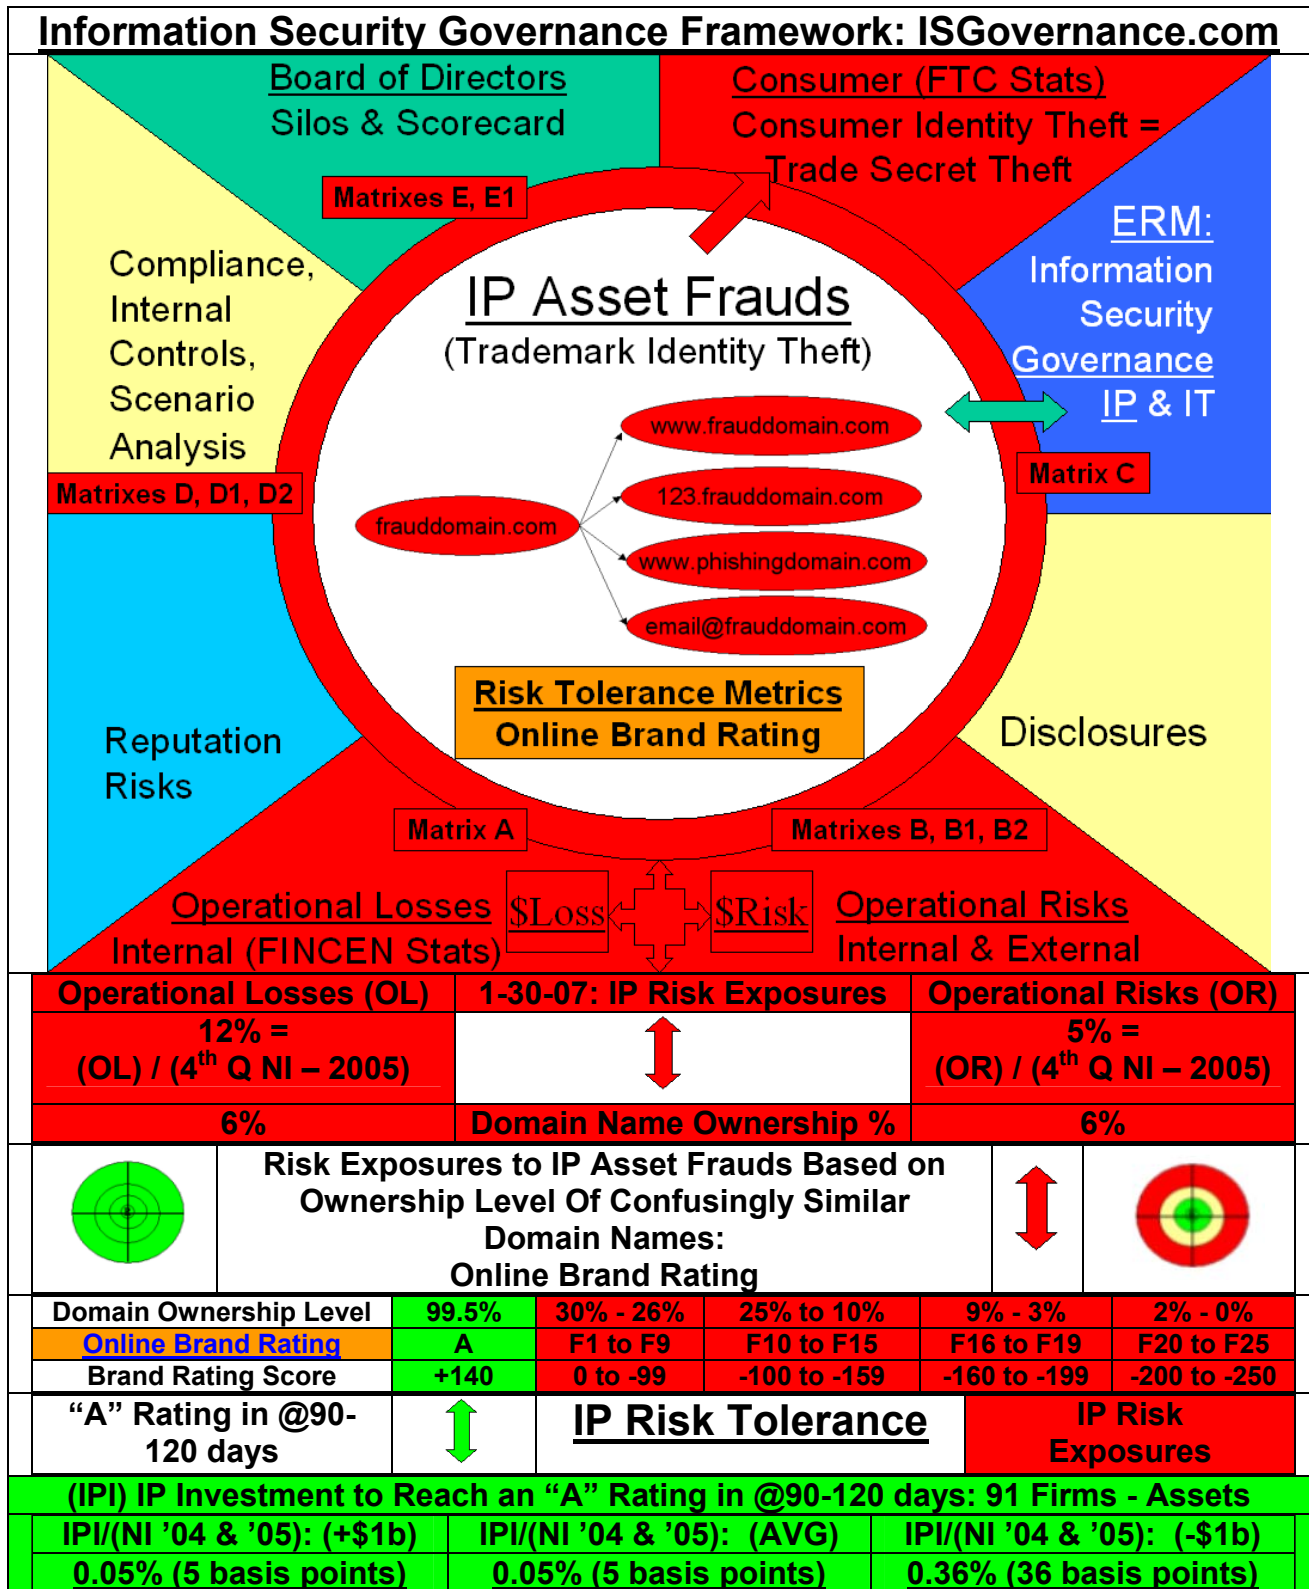 Information Security Governance Framework: ISGovernance.com
Board of Directors
Silos & Scorecard
Consumer (FTC Stats)
Consumer Identity Theft =
Trade Secret Theft
Matrixes E, E1
ERM:
Information
Security
Governance
IP & IT
Compliance,
Internal
Controls,
Scenario
Analysis
IP Asset Frauds
(Trademark Identity Theft)
www.frauddomain.com
123.frauddomain.com
frauddomain.com
www.phishingdomain.com
email@frauddomain.com
Matrix C
Matrixes D, D1, D2
Risk Tolerance Metrics
Online Brand Rating
Reputation
Risks
Disclosures
Matrix A
Matrixes B, B1, B2
Operational Losses
Internal (FINCEN Stats)
$Loss
$Risk
Operational Risks
Internal & External
Operational Losses (OL)
1-30-07: IP Risk Exposures
Operational Risks (OR)
12% =
(OL) / (4th Q NI – 2005)
5% =
(OR) / (4th Q NI – 2005)
6%
Domain Name Ownership %
6%
Risk Exposures to IP Asset Frauds Based on
Ownership Level Of Confusingly Similar
Domain Names:
Online Brand Rating
Domain Ownership Level 99.5% 30% - 26% 25% to 10% 9% - 3% 2% - 0%
Online Brand Rating A F1 to F9 F10 to F15 F16 to F19 F20 to F25
Brand Rating Score +140 0 to -99 -100 to -159 -160 to -199 -200 to -250
“A” Rating in @90-
120 days
IP Risk Tolerance
IP Risk
Exposures
(IPI) IP Investment to Reach an “A” Rating in @90-120 days: 91 Firms - Assets
IPI/(NI ’04 & ’05): (+$1b) IPI/(NI ’04 & ’05): (AVG) IPI/(NI ’04 & ’05): (-$1b)
0.05% (5 basis points) 0.05% (5 basis points) 0.36% (36 basis points)